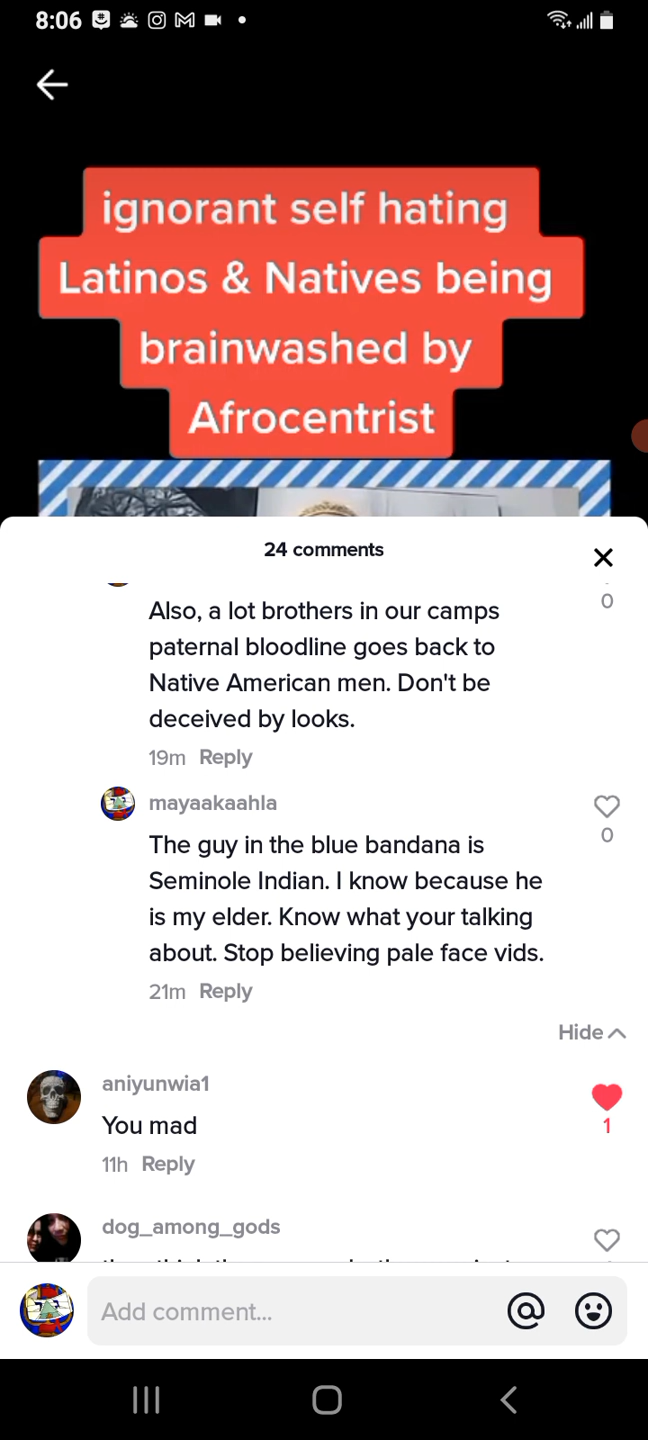 8:06
ignorant self hating
Latinos & Natives being
brainwashed by
Afrocentrist
24 comments
0
Also, a lot brothers in our camps
paternal bloodline goes back to
Native American men. Don't be
deceived by looks.
19m Reply
mayaakaahla
0
The guy in the blue bandana is
Seminole Indian. I know because he
is my elder. Know what your talking
about. Stop believing pale face vids.
21m Reply
Hide
aniyunwia1
You mad
1
11h Reply
dog_among_gods
Add comment...